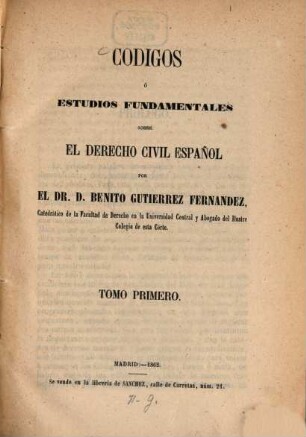 CODIGOS
Ó
ESTUDIOS FUNDAMENTALES
SOBRE
EL DERECHO CIVIL ESPAÑOL
POR
EL DR. D. BENITO GUTIERREZ FERNANDEZ,
Catedrático de la Facultad de Derecho en la Universidad Central y Abogado del Ilustre
Colegio de esta Córte.
TOMO PRIMERO.
MADRID:—1862.
Se vende en la librería de SANCHEZ, calle de Carretas, núm. 21.